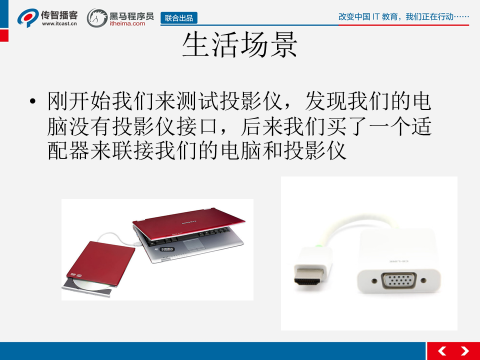 传智播客
www.itcast.cn
黑马程序员
itheima.com
联合出品
改变中国 IT 教育，我们正在行动……
生活场景
• 刚开始我们来测试投影仪，发现我们的电
脑没有投影仪接口，后来我们买了一个适
配器来联接我们的电脑和投影仪